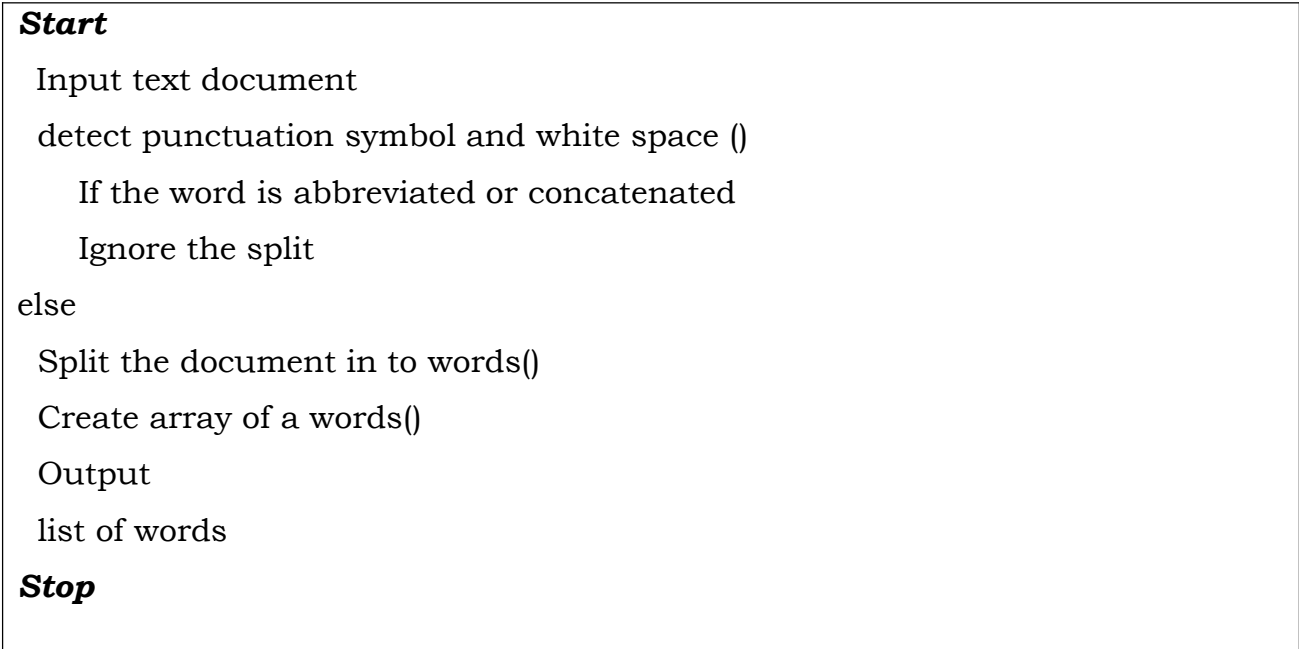 Start
Input text document
detect punctuation symbol and white space ()
If the word is abbreviated or concatenated
Ignore the split
else
Split the document in to words()
Create array of a words()
Output
list of words
Stop